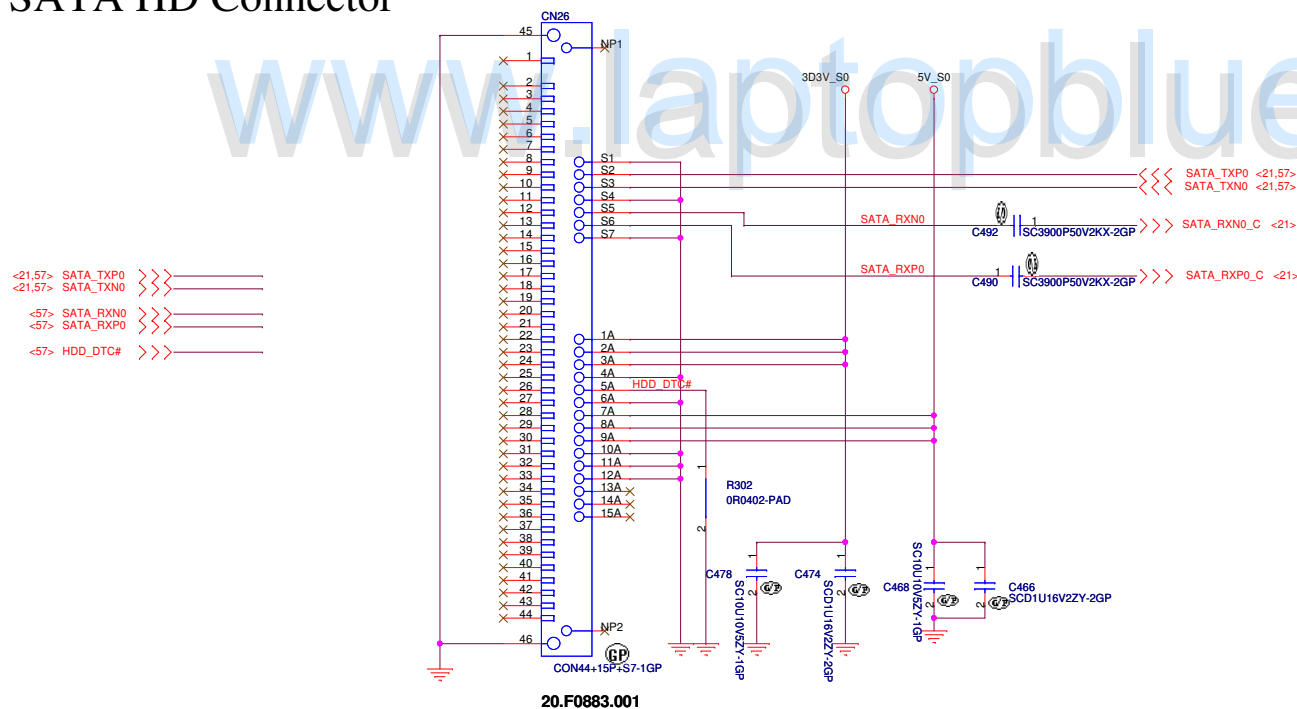 SATA HD Connector
www.laptopblue
CN26
45
NP1
1
2
3
4
5
6
7
8
9
10
11
12
13
14
15
16
17
18
19
20
21
22
23
24
25
26
27
28
29
30
31
32
33
34
35
36
37
38
39
40
41
42
43
44
46
NP2
S1
S2
S3
S4
S5
S6
S7
1A
2A
3A
4A
5A
6A
7A
8A
9A
10A
11A
12A
13A
14A
15A
HDD_DTC#
GP
CON44+15P+S7-1GP
20.F0883.001
3D3V_S0
5V_S0
SATA_TXP0 <21,57>
SATA_TXN0 <21,57>
SATA_RXN0
C492
1
SC3900P50V2KX-2GP
SATA_RXN0_C <21>
SATA_RXP0
C490
1
SC3900P50V2KX-2GP
SATA_RXP0_C <21>
<21,57> SATA_TXP0
<21,57> SATA_TXN0
<57> SATA_RXN0
<57> SATA_RXP0
<57> HDD_DTC#
1
R302
0R0402-PAD
2
C478
1
2
G/P
SC10U10V5ZY-1GP
C474
1
2
G/P
SCD1U16V2ZY-2GP
C468
1
2
G/P
SC10U10V5ZY-1GP
C466
1
2
G/P
SCD1U16V2ZY-2GP